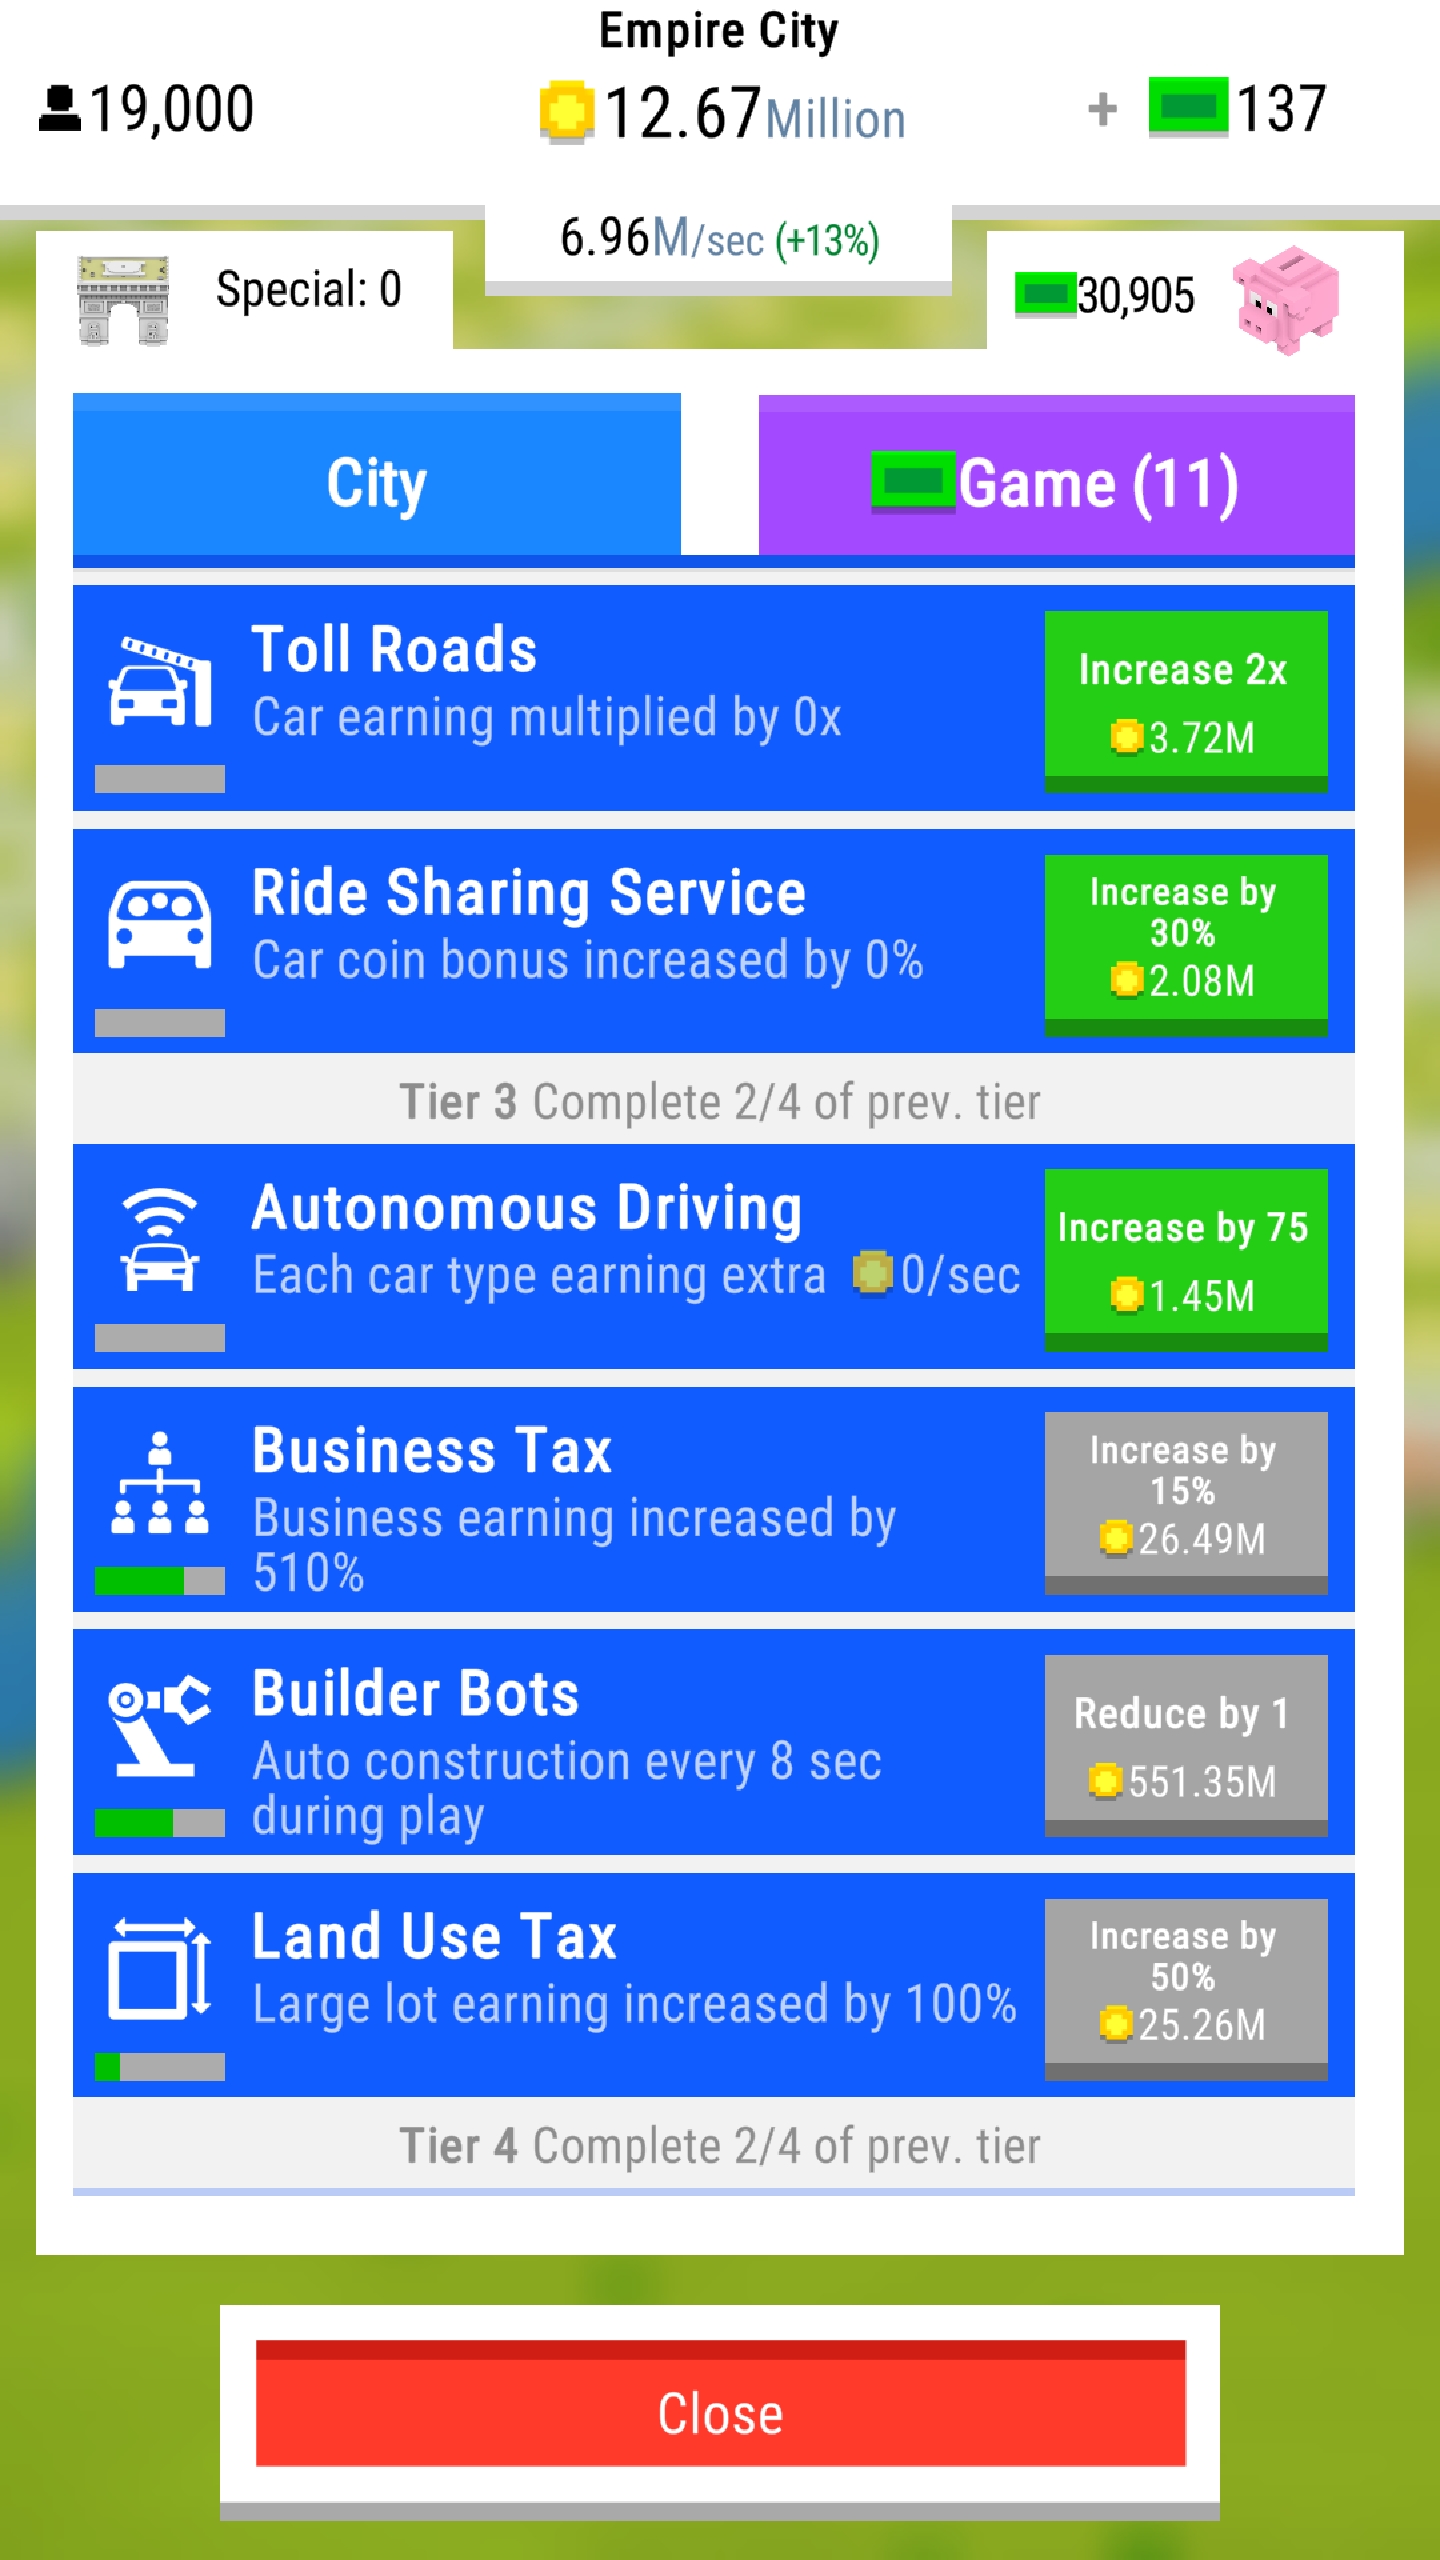 Empire City
19,000
12.67Million
+ 137
6.96M/sec (+13%)
Special: 0
30,905
City
Game (11)
Toll Roads
Car earning multiplied by 0x
Increase 2x
3.72M
Ride Sharing Service
Car coin bonus increased by 0%
Increase by
30%
2.08M
Tier 3 Complete 2/4 of prev. tier
Autonomous Driving
Each car type earning extra 0/sec
Increase by 75
1.45M
Business Tax
Business earning increased by
510%
Increase by
15%
26.49M
Builder Bots
Auto construction every 8 sec
during play
Reduce by 1
551.35M
Land Use Tax
Large lot earning increased by 100%
Increase by
50%
25.26M
Tier 4 Complete 2/4 of prev. tier
Close